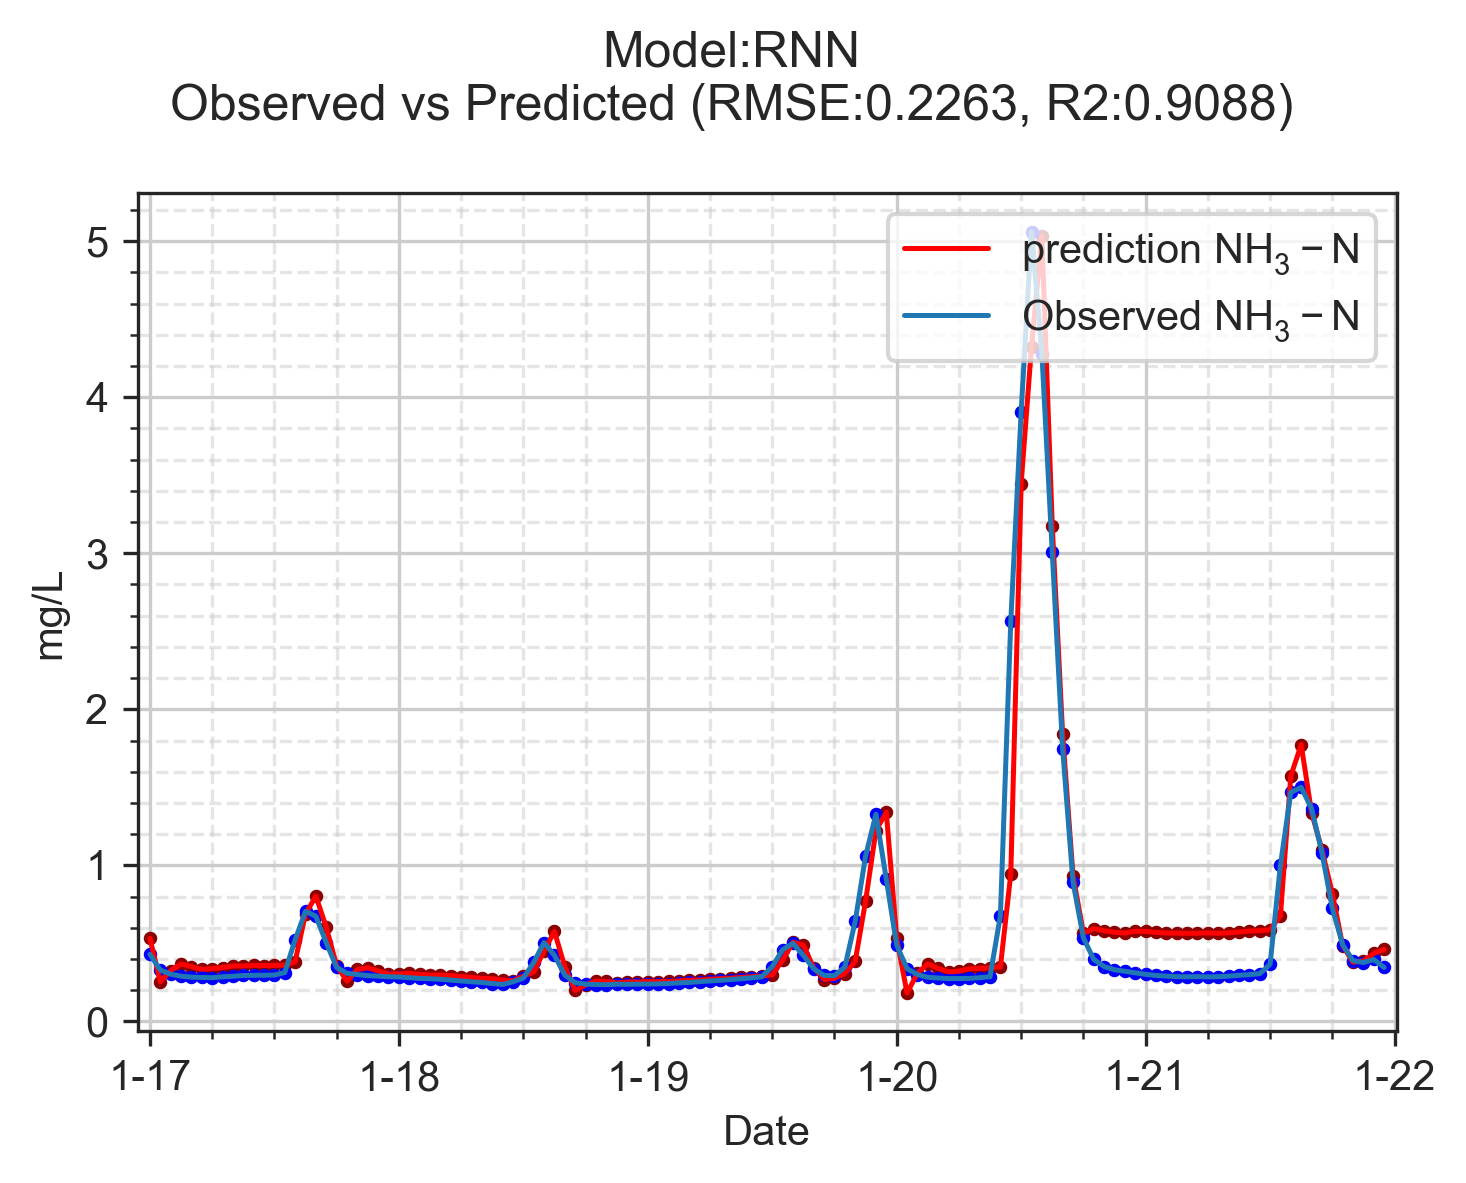 Model:RNN
Observed vs Predicted (RMSE:0.2263, R2:0.9088)
prediction NH₃ − N
Observed NH₃ − N
5
4
3
2
1
0
mg/L
1-17 1-18 1-19 1-20 1-21 1-22
Date